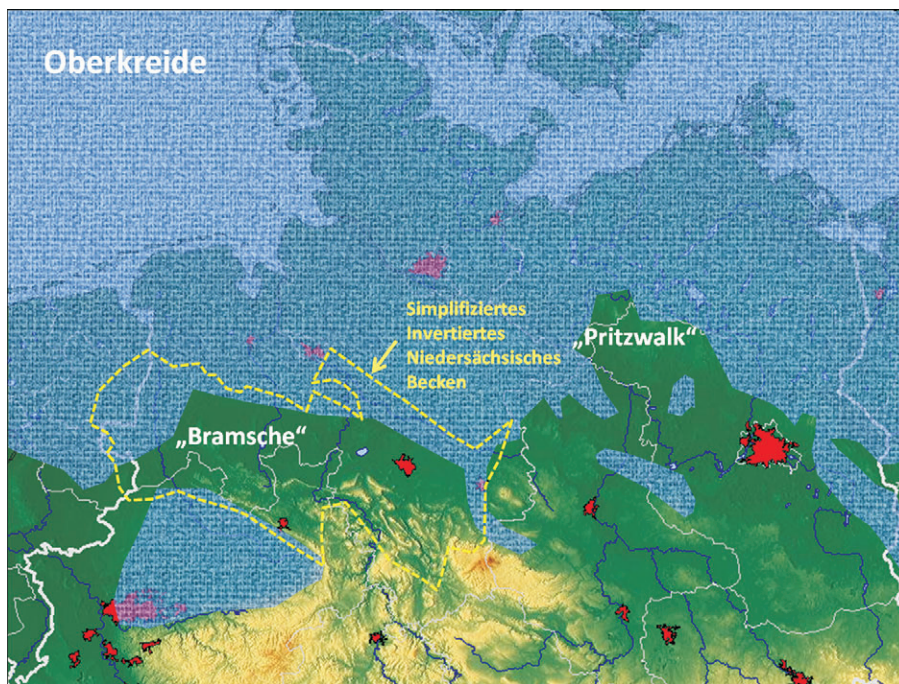 Oberkreide
Simplifiziertes
Invertiertes
Niedersächsisches
Becken
„Pritzwalk“
„Bramsche“